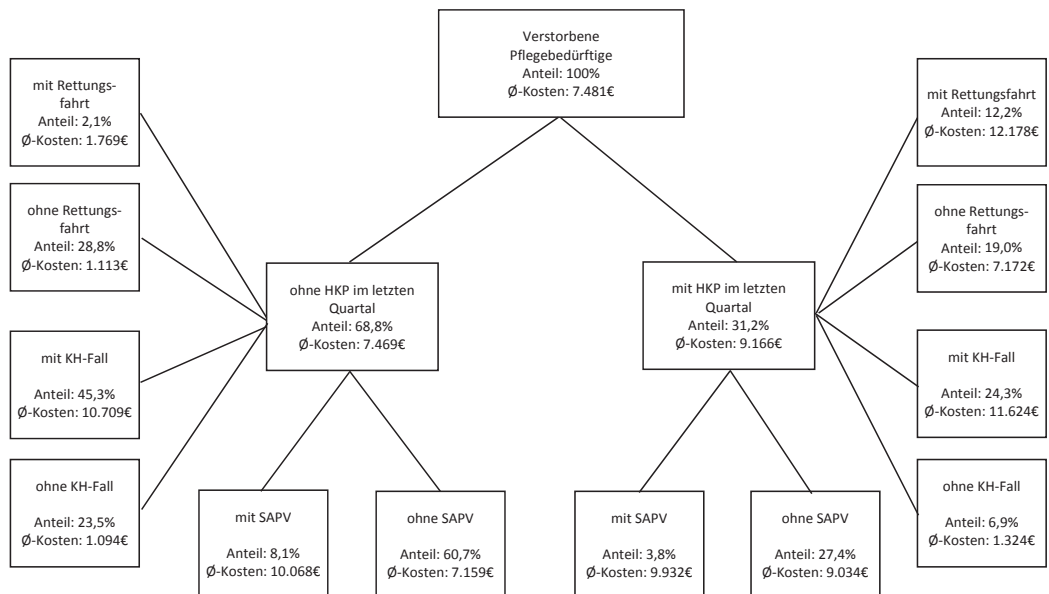 Verstorbene
Pflegebedürftige
Anteil: 100%
Ø-Kosten: 7.481€
mit Rettungs-
fahrt
Anteil: 2,1%
Ø-Kosten: 1.769€
ohne Rettungs-
fahrt
Anteil: 28,8%
Ø-Kosten: 1.113€
mit KH-Fall
Anteil: 45,3%
Ø-Kosten: 10.709€
ohne KH-Fall
Anteil: 23,5%
Ø-Kosten: 1.094€
ohne HKP im letzten
Quartal
Anteil: 68,8%
Ø-Kosten: 7.469€
mit SAPV
Anteil: 8,1%
Ø-Kosten: 10.068€
ohne SAPV
Anteil: 60,7%
Ø-Kosten: 7.159€
mit HKP im letzten
Quartal
Anteil: 31,2%
Ø-Kosten: 9.166€
mit SAPV
Anteil: 3,8%
Ø-Kosten: 9.932€
ohne SAPV
Anteil: 27,4%
Ø-Kosten: 9.034€
mit Rettungsfahrt
Anteil: 12,2%
Ø-Kosten: 12.178€
ohne Rettungs-
fahrt
Anteil: 19,0%
Ø-Kosten: 7.172€
mit KH-Fall
Anteil: 24,3%
Ø-Kosten: 11.624€
ohne KH-Fall
Anteil: 6,9%
Ø-Kosten: 1.324€